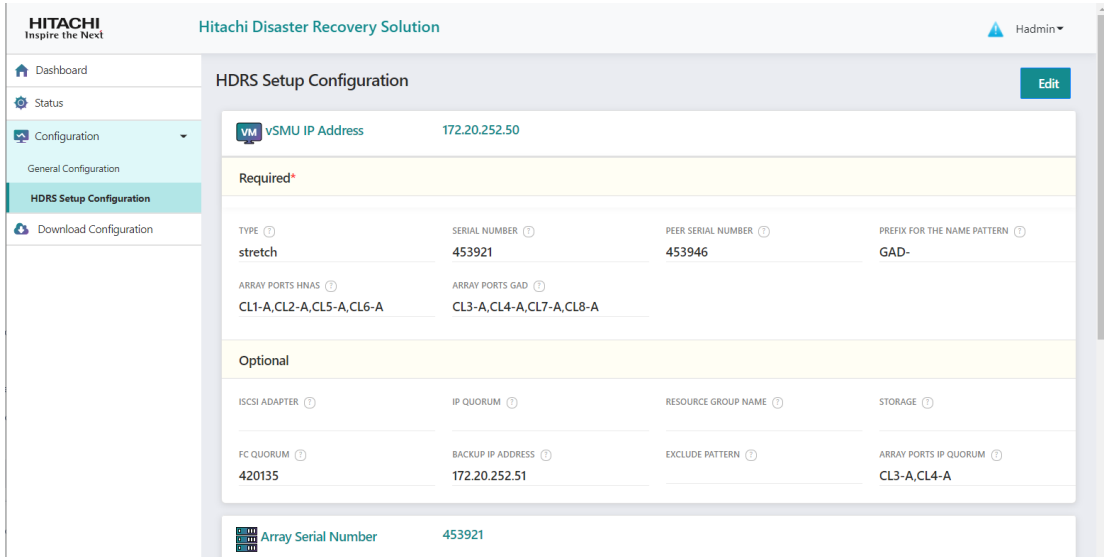 HITACHI
Inspire the Next
Hitachi Disaster Recovery Solution
Hadmin
Dashboard
Status
Configuration
General Configuration
HDRS Setup Configuration
Download Configuration
HDRS Setup Configuration
Edit
VM vSMU IP Address 172.20.252.50
Required*
TYPE ? SERIAL NUMBER ? PEER SERIAL NUMBER ? PREFIX FOR THE NAME PATTERN ?
stretch 453921 453946 GAD-
ARRAY PORTS HNAS ? ARRAY PORTS GAD ?
CL1-A,CL2-A,CL5-A,CL6-A CL3-A,CL4-A,CL7-A,CL8-A
Optional
ISCSI ADAPTER ? IP QUORUM ? RESOURCE GROUP NAME ? STORAGE ?
FC QUORUM ? BACKUP IP ADDRESS ? EXCLUDE PATTERN ? ARRAY PORTS IP QUORUM ?
420135 172.20.252.51 CL3-A,CL4-A
Array Serial Number 453921